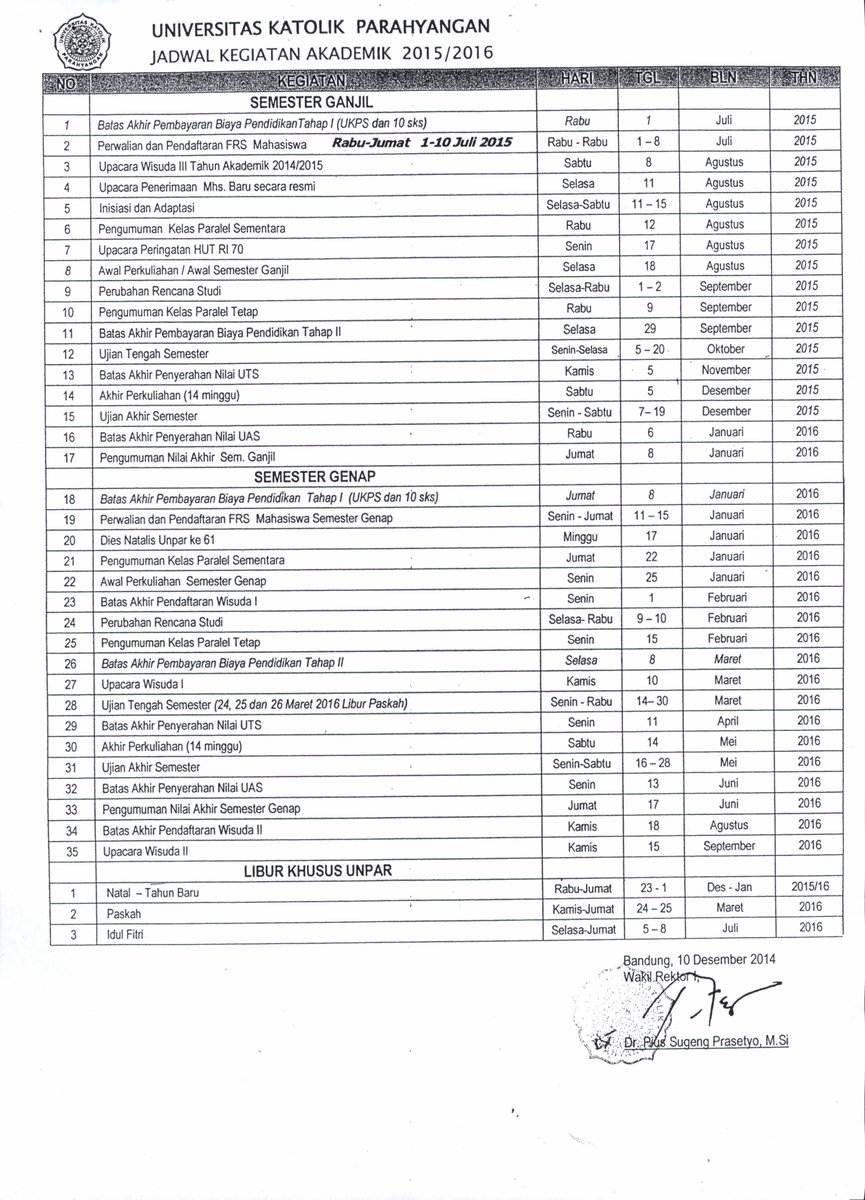 UNIVERSITAS KATOLIK PARAHYANGAN
JADWAL KEGIATAN AKADEMIK 2015/2016
NO KEGIATAN HARI TGL BLN THN
SEMESTER GANJIL
1 Batas Akhir Pembayaran Biaya PendidikanTahap I (UKPS dan 10 sks) Rabu 1 Juli 2015
2 Perwalian dan Pendaftaran FRS Mahasiswa Rabu-Jumat 1-10 Juli 2015 Rabu - Rabu 1 – 8 Juli 2015
3 Upacara Wisuda III Tahun Akademik 2014/2015 Sabtu 8 Agustus 2015
4 Upacara Penerimaan Mhs. Baru secara resmi Selasa 11 Agustus 2015
5 Inisiasi dan Adaptasi Selasa-Sabtu 11 – 15 Agustus 2015
6 Pengumuman Kelas Paralel Sementara Rabu 12 Agustus 2015
7 Upacara Peringatan HUT RI 70 Senin 17 Agustus 2015
8 Awal Perkuliahan / Awal Semester Ganjil Selasa 18 Agustus 2015
9 Perubahan Rencana Studi Selasa-Rabu 1 – 2 September 2015
10 Pengumuman Kelas Paralel Tetap Rabu 9 September 2015
11 Batas Akhir Pembayaran Biaya Pendidikan Tahap II Selasa 29 September 2015
12 Ujian Tengah Semester Senin-Selasa 5 – 20 Oktober 2015
13 Batas Akhir Penyerahan Nilai UTS Kamis 5 November 2015
14 Akhir Perkuliahan (14 minggu) Sabtu 5 Desember 2015
15 Ujian Akhir Semester Senin - Sabtu 7– 19 Desember 2015
16 Batas Akhir Penyerahan Nilai UAS Rabu 6 Januari 2016
17 Pengumuman Nilai Akhir Sem. Ganjil Jumat 8 Januari 2016
SEMESTER GENAP
18 Batas Akhir Pembayaran Biaya Pendidikan Tahap I (UKPS dan 10 sks) Jumat 8 Januari 2016
19 Perwalian dan Pendaftaran FRS Mahasiswa Semester Genap Senin - Jumat 11 – 15 Januari 2016
20 Dies Natalis Unpar ke 61 Minggu 17 Januari 2016
21 Pengumuman Kelas Paralel Sementara Jumat 22 Januari 2016
22 Awal Perkuliahan Semester Genap Senin 25 Januari 2016
23 Batas Akhir Pendaftaran Wisuda I Senin 1 Februari 2016
24 Perubahan Rencana Studi Selasa- Rabu 9 – 10 Februari 2016
25 Pengumuman Kelas Paralel Tetap Senin 15 Februari 2016
26 Batas Akhir Pembayaran Biaya Pendidikan Tahap II Selasa 8 Maret 2016
27 Upacara Wisuda I Kamis 10 Maret 2016
28 Ujian Tengah Semester (24, 25 dan 26 Maret 2016 Libur Paskah) Senin - Rabu 14– 30 Maret 2016
29 Batas Akhir Penyerahan Nilai UTS Senin 11 April 2016
30 Akhir Perkuliahan (14 minggu) Sabtu 14 Mei 2016
31 Ujian Akhir Semester Senin-Sabtu 16 – 28 Mei 2016
32 Batas Akhir Penyerahan Nilai UAS Senin 13 Juni 2016
33 Pengumuman Nilai Akhir Semester Genap Jumat 17 Juni 2016
34 Batas Akhir Pendaftaran Wisuda II Kamis 18 Agustus 2016
35 Upacara Wisuda II Kamis 15 September 2016
LIBUR KHUSUS UNPAR
1 Natal – Tahun Baru Rabu-Jumat 23 - 1 Des - Jan 2015/16
2 Paskah Kamis-Jumat 24 – 25 Maret 2016
3 Idul Fitri Selasa-Jumat 5 – 8 Juli 2016
Bandung, 10 Desember 2014
Wakil Rektor I,
Dr. Pius Sugeng Prasetyo, M.Si